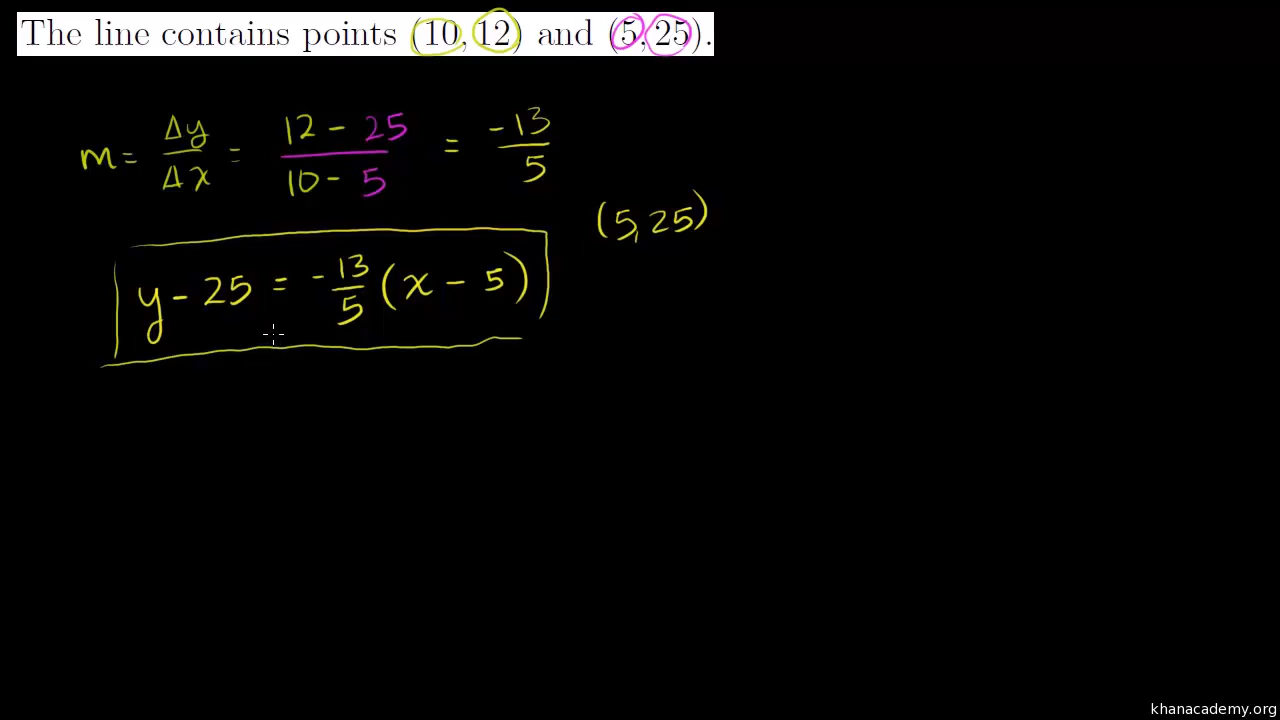 The line contains points (10, 12) and (5, 25).
m = Δy/Δx = 12 - 25/10 - 5 = -13/5
(5, 25)
y - 25 = -13/5 (x - 5)
khanacademy.org